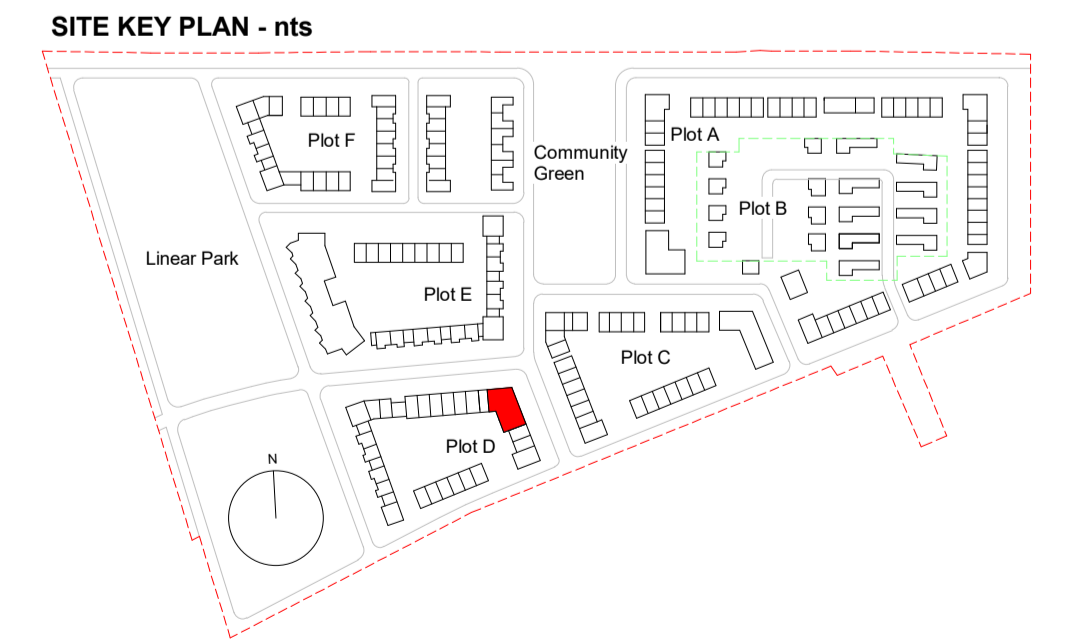 SITE KEY PLAN - nts
Plot F
Community
Green
Plot A
Plot B
Linear Park
Plot E
Plot C
Plot D
N